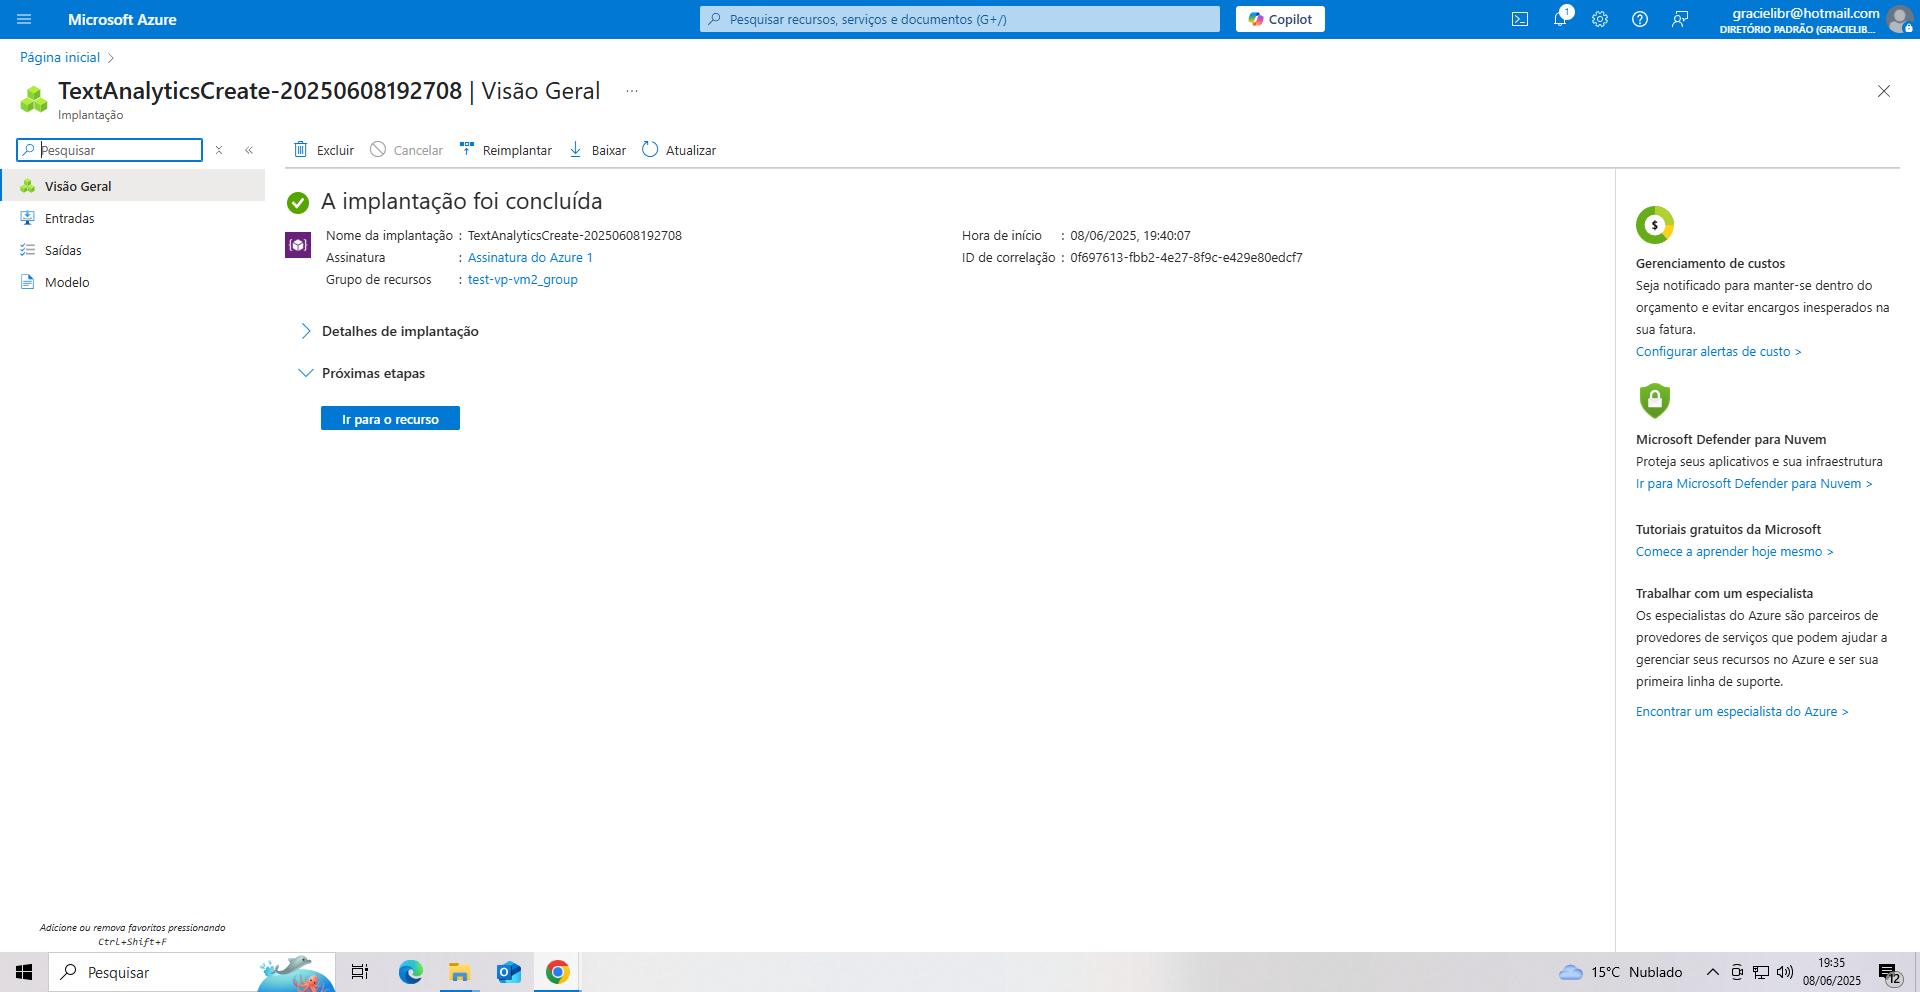 Microsoft Azure
Pesquisar recursos, serviços e documentos (G+/)
Copilot
1
gracielibr@hotmail.com
DIRETÓRIO PADRÃO (GRACIELIB...
Página inicial
TextAnalyticsCreate-20250608192708 | Visão Geral
Implantação
Pesquisar
Excluir
Cancelar
Reimplantar
Baixar
Atualizar
Visão Geral
Entradas
Saídas
Modelo
A implantação foi concluída
Nome da implantação : TextAnalyticsCreate-20250608192708
Assinatura : Assinatura do Azure 1
Grupo de recursos : test-vp-vm2_group
Hora de início : 08/06/2025, 19:40:07
ID de correlação : 0f697613-fbb2-4e27-8f9c-e429e80edcf7
Detalhes de implantação
Próximas etapas
Ir para o recurso
Gerenciamento de custos
Seja notificado para manter-se dentro do
orçamento e evitar encargos inesperados na
sua fatura.
Configurar alertas de custo >
Microsoft Defender para Nuvem
Proteja seus aplicativos e sua infraestrutura
Ir para Microsoft Defender para Nuvem >
Tutoriais gratuitos da Microsoft
Comece a aprender hoje mesmo >
Trabalhar com um especialista
Os especialistas do Azure são parceiros de
provedores de serviços que podem ajudar a
gerenciar seus recursos no Azure e ser sua
primeira linha de suporte.
Encontrar um especialista do Azure >
Adicione ou remova favoritos pressionando
Ctrl+Shift+F
Pesquisar
15°C Nublado
19:35
08/06/2025
12